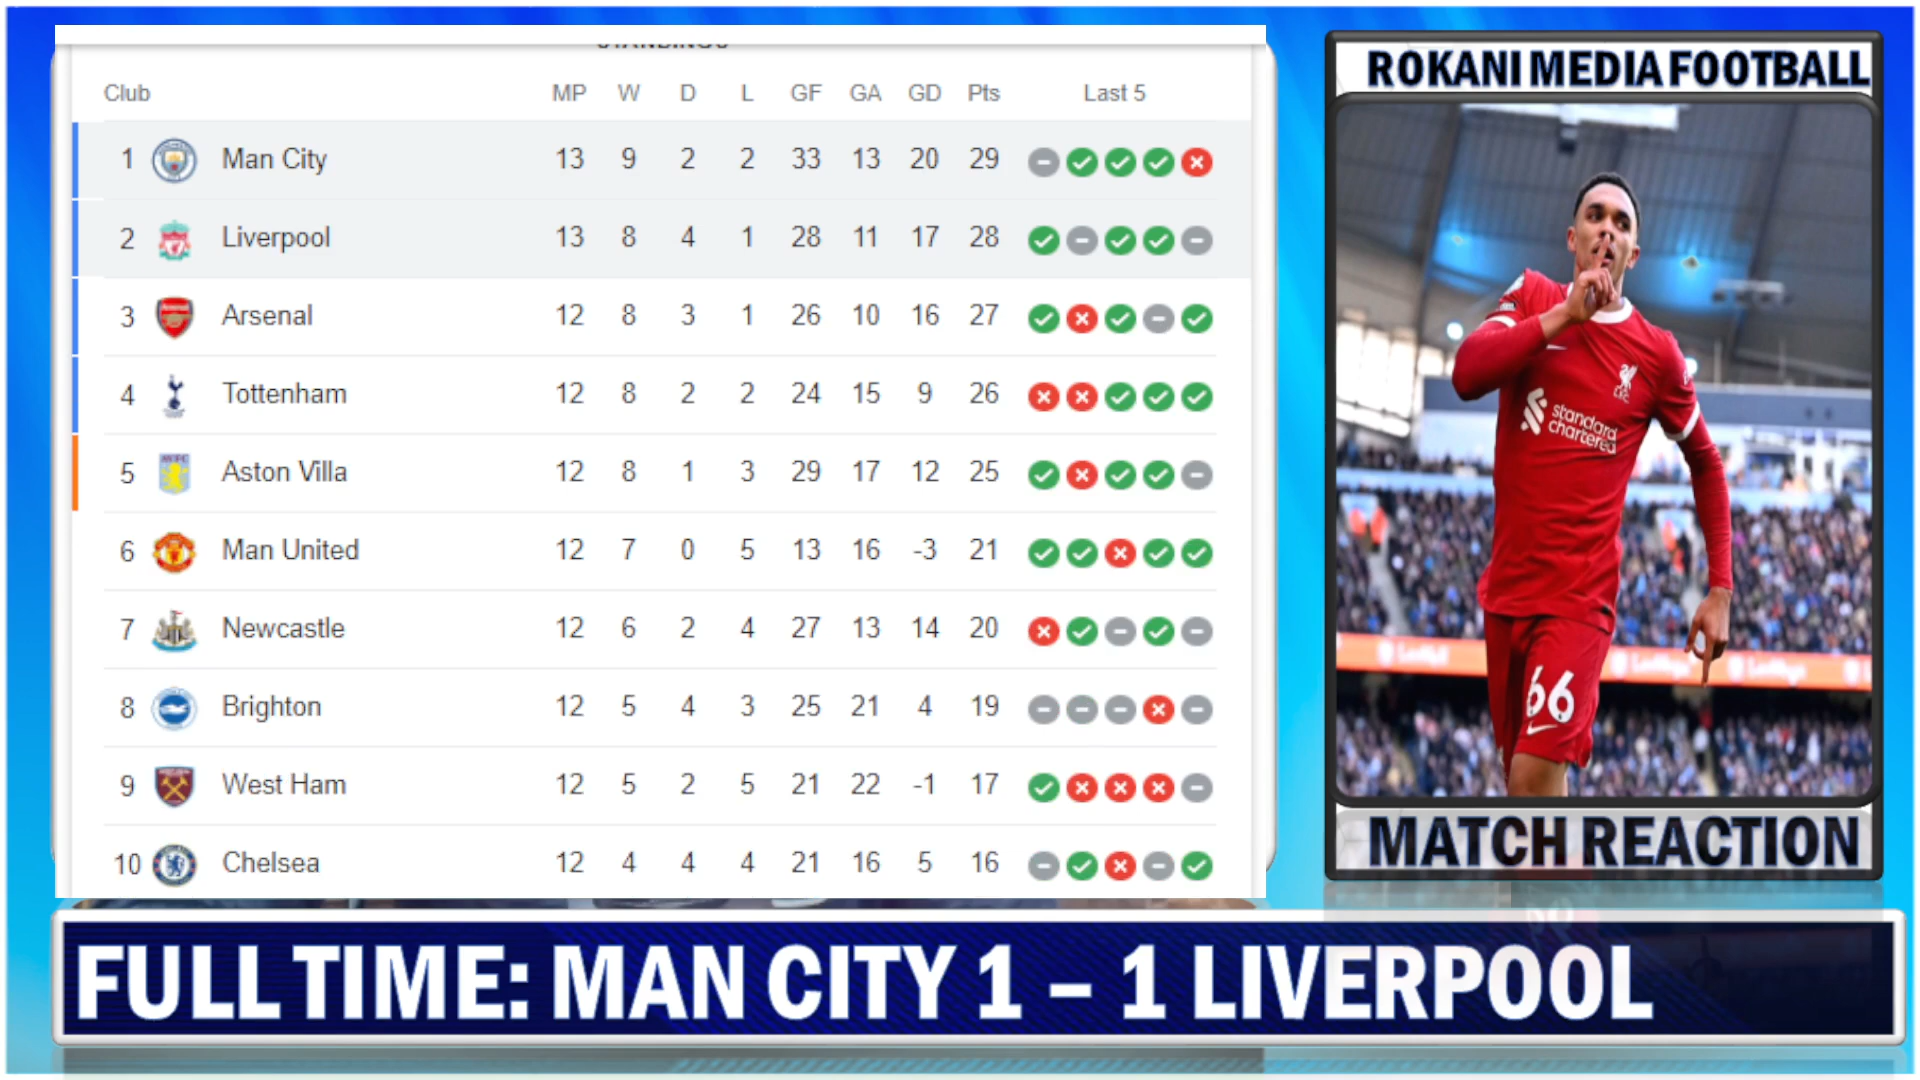 STANDINGS
Club MP W D L GF GA GD Pts Last 5
1 Man City 13 9 2 2 33 13 20 29
2 Liverpool 13 8 4 1 28 11 17 28
3 Arsenal 12 8 3 1 26 10 16 27
4 Tottenham 12 8 2 2 24 15 9 26
5 Aston Villa 12 8 1 3 29 17 12 25
6 Man United 12 7 0 5 13 16 -3 21
7 Newcastle 12 6 2 4 27 13 14 20
8 Brighton 12 5 4 3 25 21 4 19
9 West Ham 12 5 2 5 21 22 -1 17
10 Chelsea 12 4 4 4 21 16 5 16
ROKANI MEDIA FOOTBALL
standard
chartered
66
MATCH REACTION
FULL TIME: MAN CITY 1 – 1 LIVERPOOL